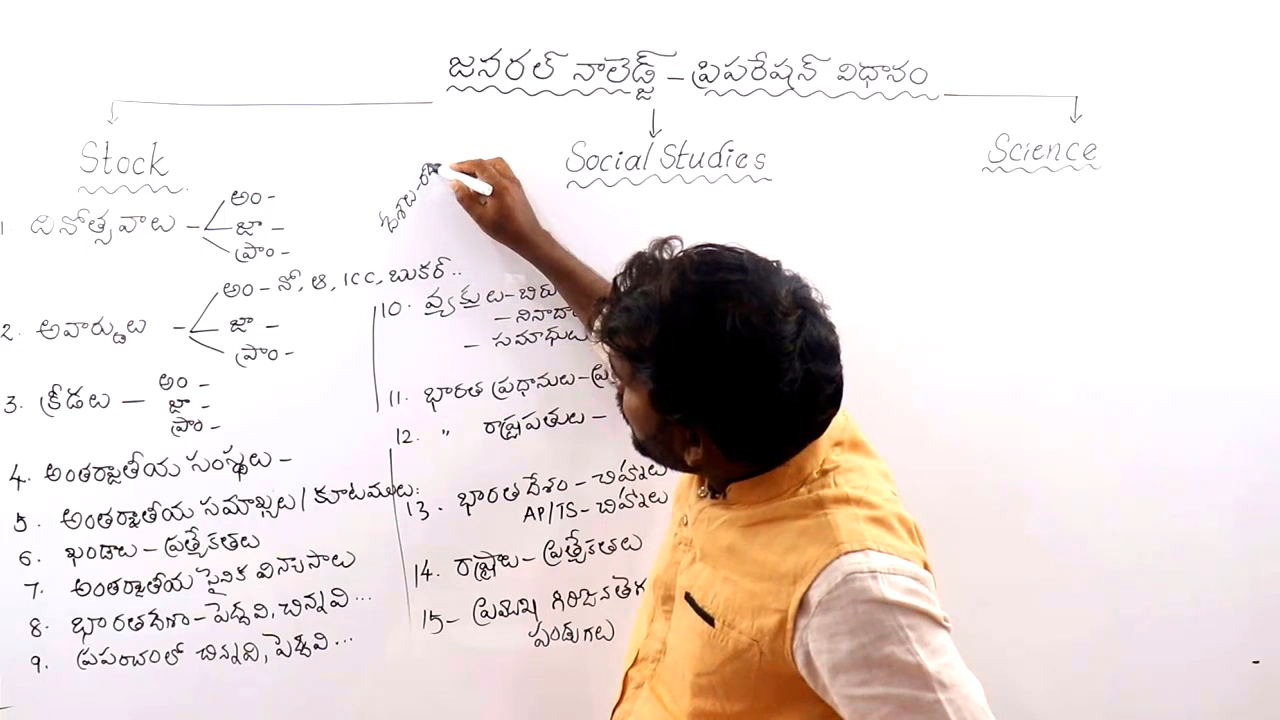 జనరల్ నాలెడ్జ్ – ప్రిపరేషన్ విధానం
Stock
Social Studies
Science
1. దినోత్సవాలు –
అం -
జా -
ప్రాం -
2. అవార్డులు –
అం – నో, ఆ, ICC, బుకర్..
జా -
ప్రాం -
3. క్రీడలు –
అం -
జా -
ప్రాం -
4. అంతర్జాతీయ సంస్థలు –
5. అంతర్జాతీయ సమాఖ్యలు / కూటములు:
6. ఖండాలు – ప్రత్యేకతలు
7. అంతర్జాతీయ సైనిక విన్యాసాలు
8. భారతదేశం – పెద్దవి, చిన్నవి ...
9. ప్రపంచంలో చిన్నవి, పెద్దవి ...
దేశాలు -
10. వ్యక్తులు – బిరు
– నినాదా
– సమాధులు
11. భారత ప్రధానులు – ప్ర
12. " రాష్ట్రపతులు –
13. భారతదేశం – చిహ్నాలు
AP/TS – చిహ్నాలు
14. రాష్ట్రాలు – ప్రత్యేకతలు
15 – ప్రముఖ గిరిజన తెగ
పండుగలు